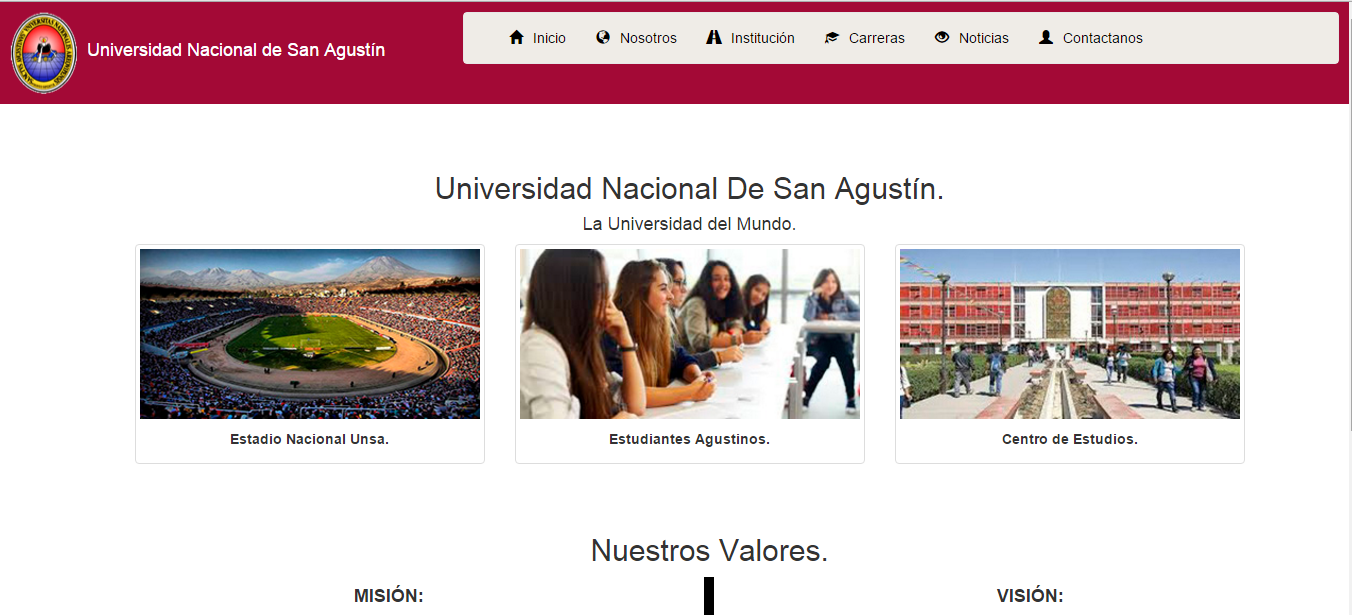 Universidad Nacional de San Agustín
Inicio Nosotros Institución Carreras Noticias Contactanos
Universidad Nacional De San Agustín.
La Universidad del Mundo.
Estadio Nacional Unsa. Estudiantes Agustinos. Centro de Estudios.
Nuestros Valores.
MISIÓN: VISIÓN: